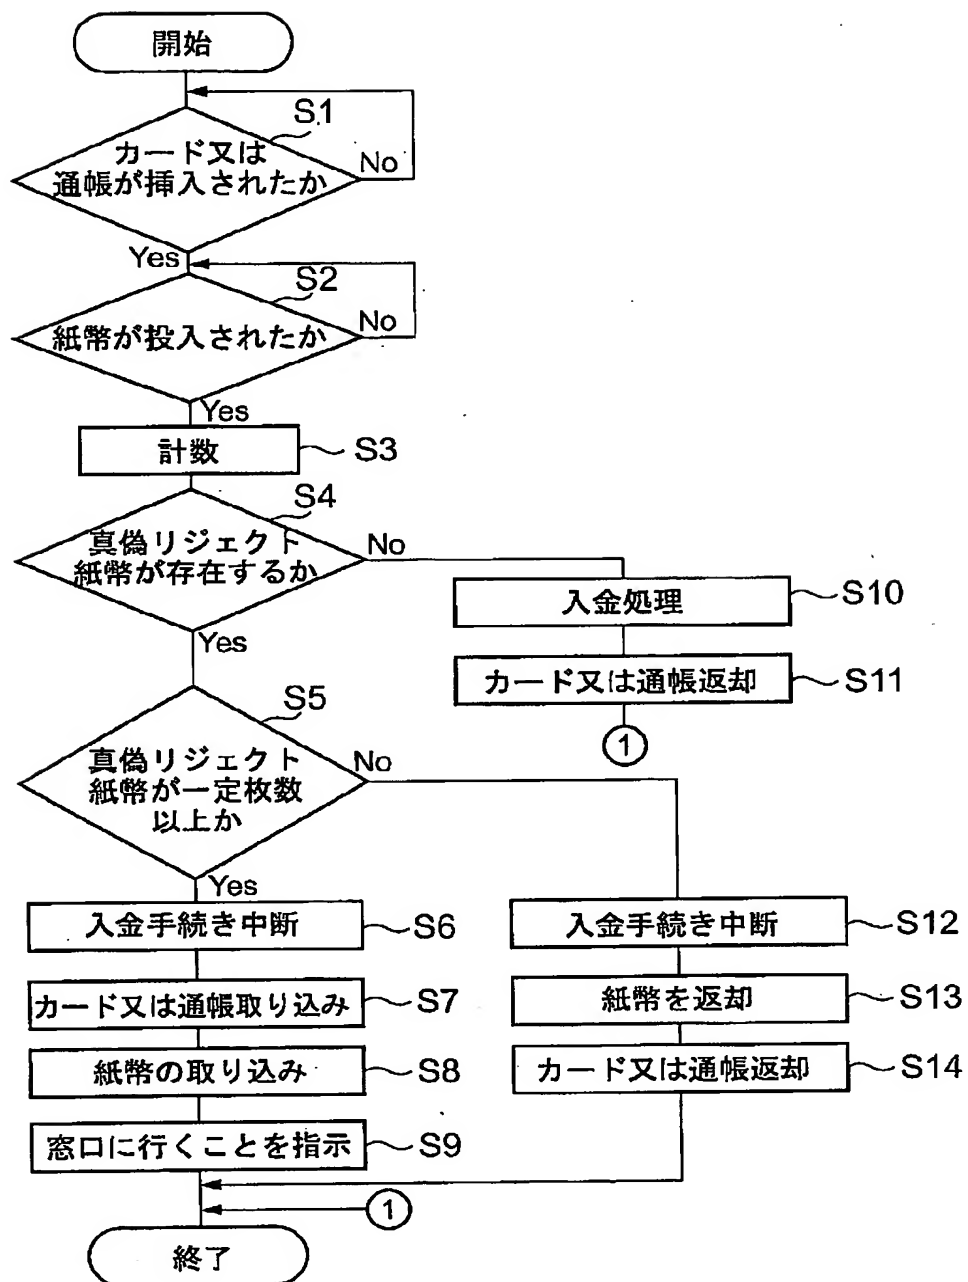 開始
S1
カード又は
通帳が挿入されたか
No
Yes
S2
紙幣が投入されたか
No
Yes
計数
S3
S4
真偽リジェクト
紙幣が存在するか
No
Yes
入金処理
S10
カード又は通帳返却
S11
1
S5
真偽リジェクト
紙幣が一定枚数
以上か
No
Yes
入金手続き中断
S6
カード又は通帳取り込み
S7
紙幣の取り込み
S8
窓口に行くことを指示
S9
入金手続き中断
S12
紙幣を返却
S13
カード又は通帳返却
S14
1
終了